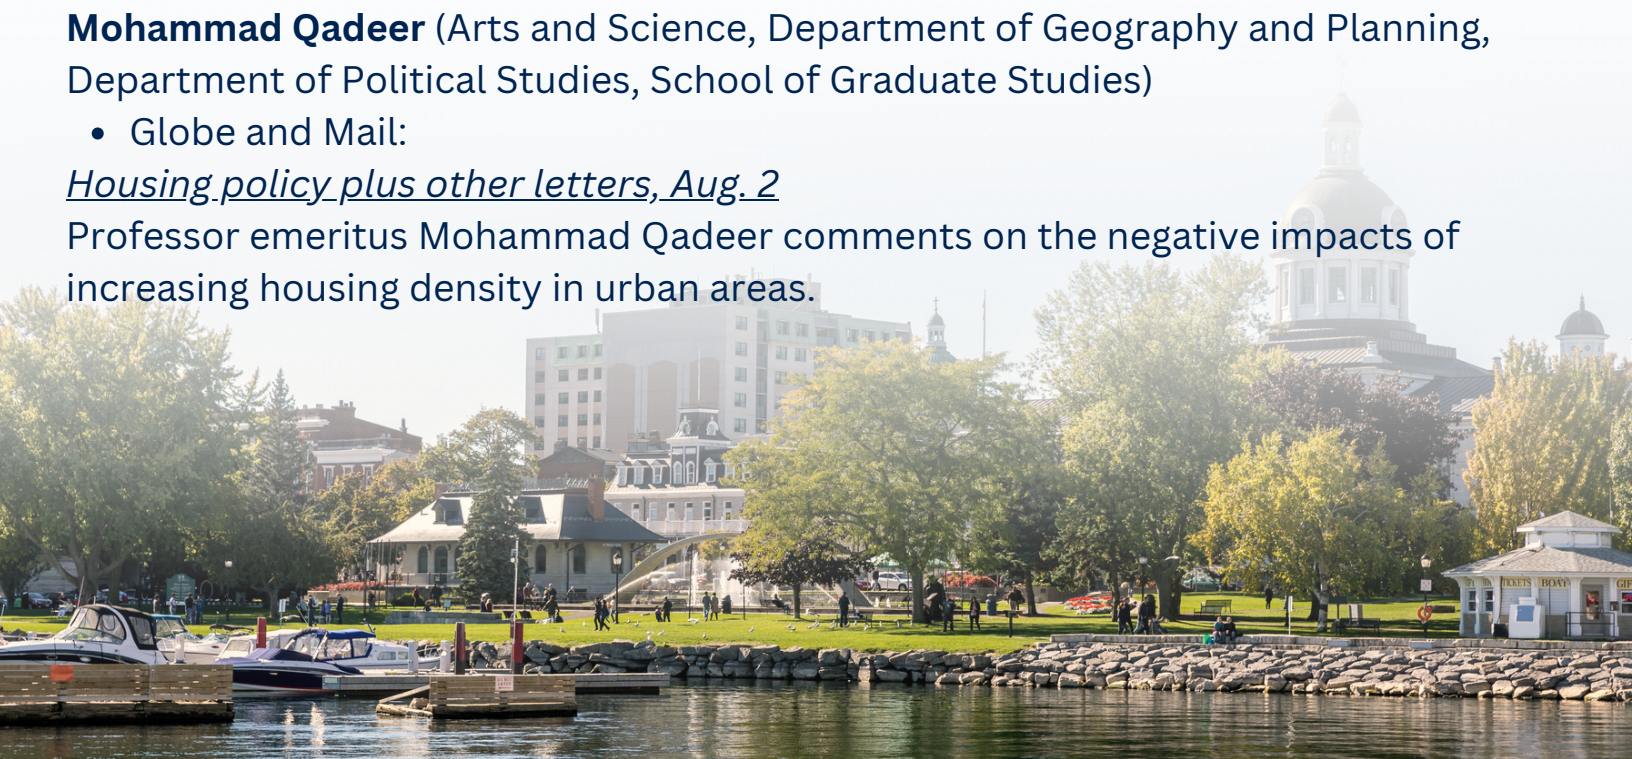 Mohammad Qadeer (Arts and Science, Department of Geography and Planning,
Department of Political Studies, School of Graduate Studies)
• Globe and Mail:
Housing policy plus other letters, Aug. 2
Professor emeritus Mohammad Qadeer comments on the negative impacts of
increasing housing density in urban areas.
TICKETS BOAT